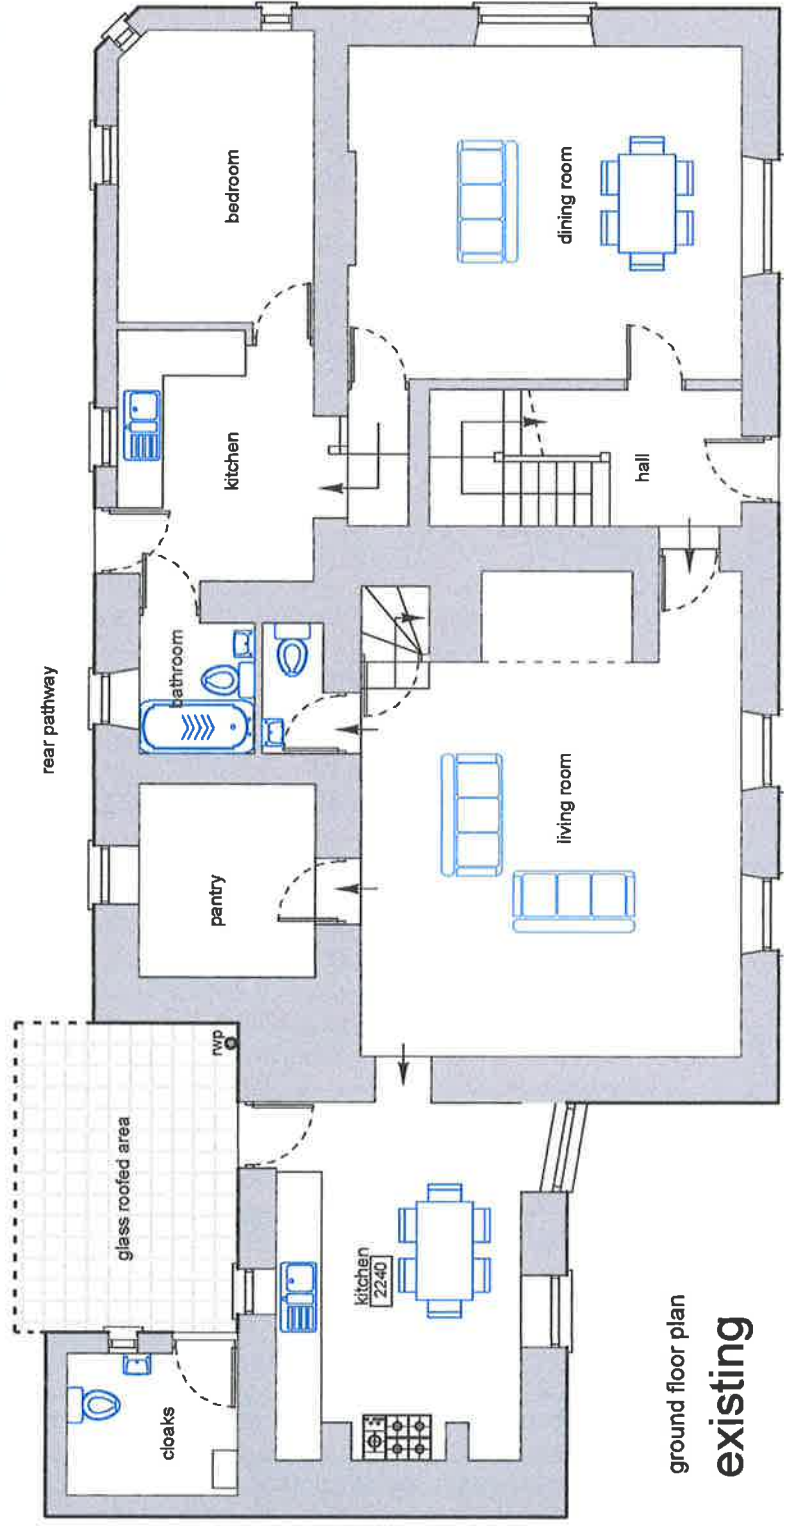 rear pathway
glass roofed area
rwp
cloaks
pantry
bathroom
kitchen
bedroom
kitchen
2240
living room
hall
dining room
ground floor plan
existing